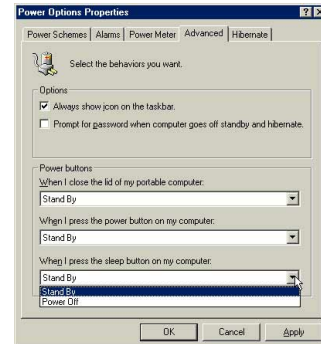 Power Options Properties
Power Schemes Alarms Power Meter Advanced Hibernate
Select the behaviors you want.
Options
Always show icon on the taskbar.
Prompt for password when computer goes off standby and hibernate.
Power buttons
When I close the lid of my portable computer:
Stand By
When I press the power button on my computer:
Stand By
When I press the sleep button on my computer:
Stand By
Stand By
Power Off
OK Cancel Apply